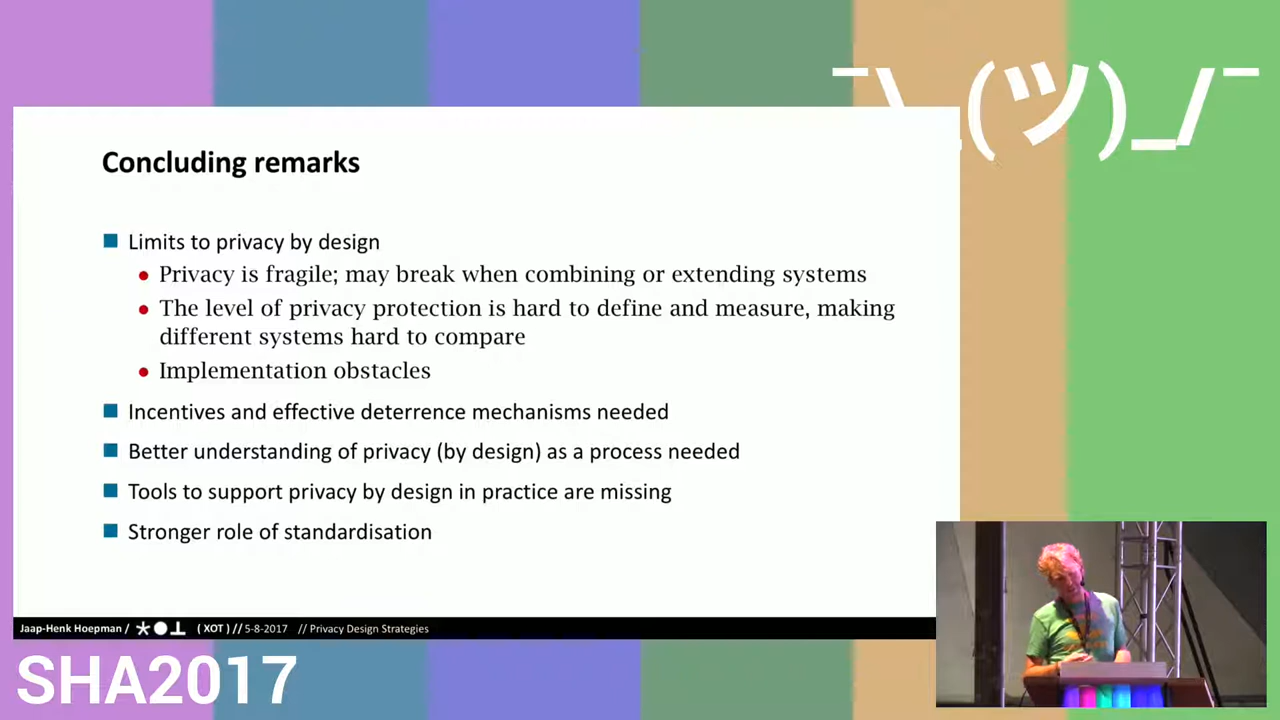 ¯\_(ツ)_/¯
Concluding remarks
Limits to privacy by design
Privacy is fragile; may break when combining or extending systems
The level of privacy protection is hard to define and measure, making
different systems hard to compare
Implementation obstacles
Incentives and effective deterrence mechanisms needed
Better understanding of privacy (by design) as a process needed
Tools to support privacy by design in practice are missing
Stronger role of standardisation
Jaap-Henk Hoepman / ( XOT ) // 5-8-2017 // Privacy Design Strategies
SHA2017